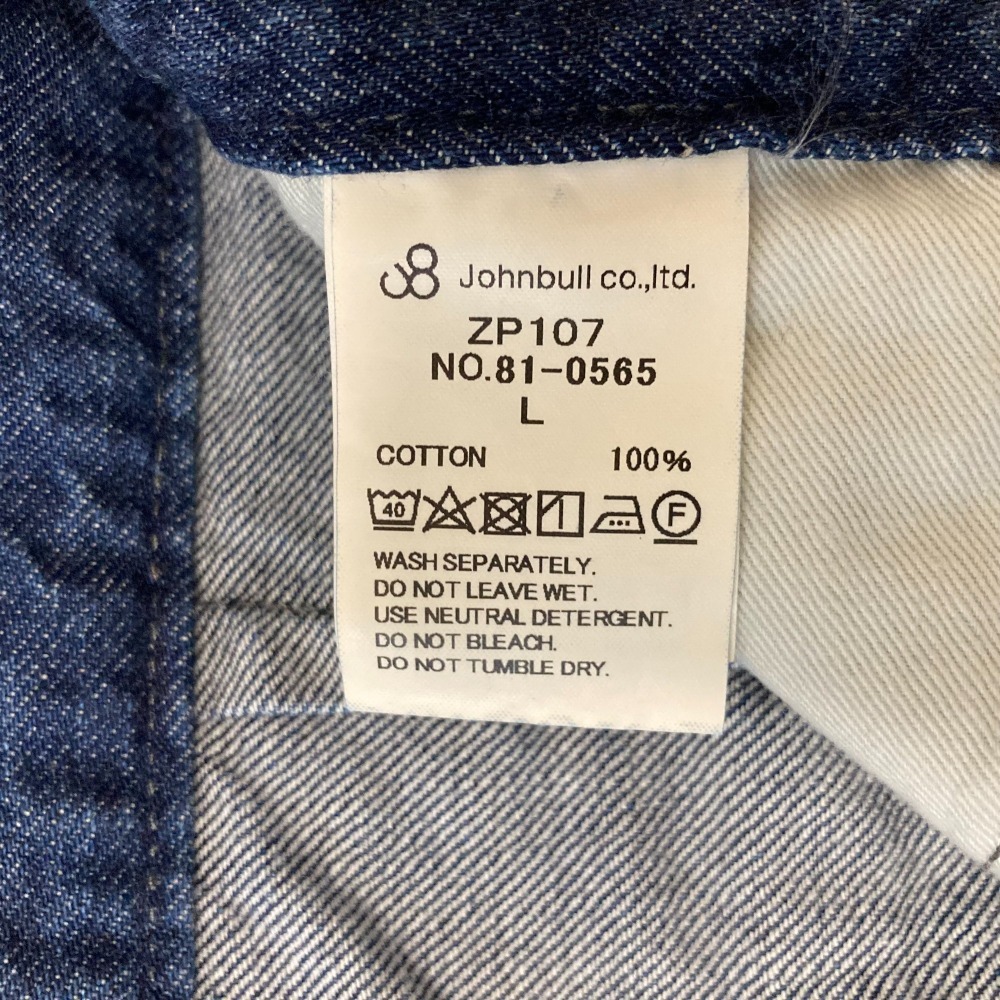 Johnbull co.,ltd.
ZP107
NO.81-0565
L
COTTON 100%
40 F
WASH SEPARATELY.
DO NOT LEAVE WET.
USE NEUTRAL DETERGENT.
DO NOT BLEACH.
DO NOT TUMBLE DRY.